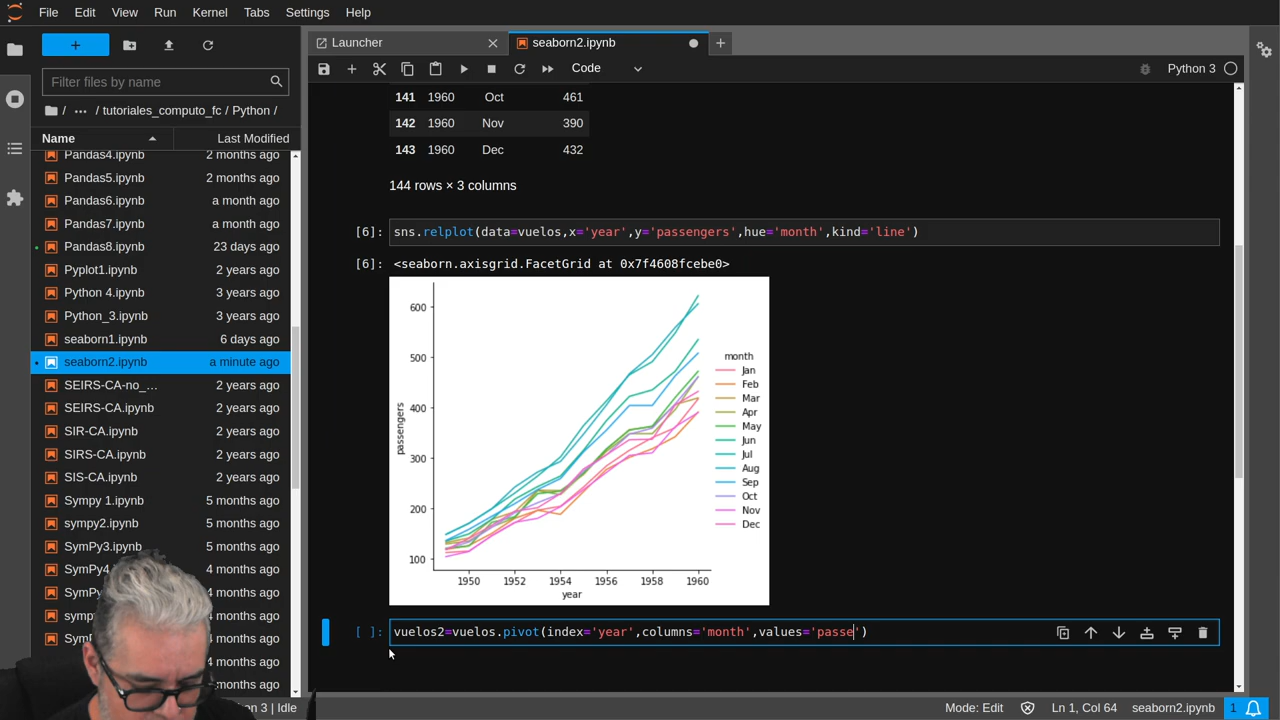 File Edit View Run Kernel Tabs Settings Help
Launcher
seaborn2.ipynb
Filter files by name
/ ... / tutoriales_computo_fc / Python /
Code
Python 3
Name Last Modified
Pandas4.ipynb 2 months ago
Pandas5.ipynb 2 months ago
Pandas6.ipynb a month ago
Pandas7.ipynb a month ago
Pandas8.ipynb 23 days ago
Pyplot1.ipynb 2 years ago
Python 4.ipynb 3 years ago
Python_3.ipynb 3 years ago
seaborn1.ipynb 6 days ago
seaborn2.ipynb a minute ago
SEIRS-CA-no_... 2 years ago
SEIRS-CA.ipynb 2 years ago
SIR-CA.ipynb 2 years ago
SIRS-CA.ipynb 2 years ago
SIS-CA.ipynb 2 years ago
Sympy_1.ipynb 5 months ago
sympy2.ipynb 5 months ago
SymPy3.ipynb 5 months ago
SymPy4 4 months ago
4 months ago
4 months ago
4 months ago
months ago
months ago
141 1960 Oct 461
142 1960 Nov 390
143 1960 Dec 432
144 rows × 3 columns
[6]: sns.relplot(data=vuelos,x='year',y='passengers',hue='month',kind='line')
[6]: <seaborn.axisgrid.FacetGrid at 0x7f4608fcebe0>
600
500
400
300
200
100
passengers
1950 1952 1954 1956 1958 1960
year
month
Jan
Feb
Mar
Apr
May
Jun
Jul
Aug
Sep
Oct
Nov
Dec
[ ]: vuelos2=vuelos.pivot(index='year',columns='month',values='passe')
3 | Idle
Mode: Edit
Ln 1, Col 64
seaborn2.ipynb
1